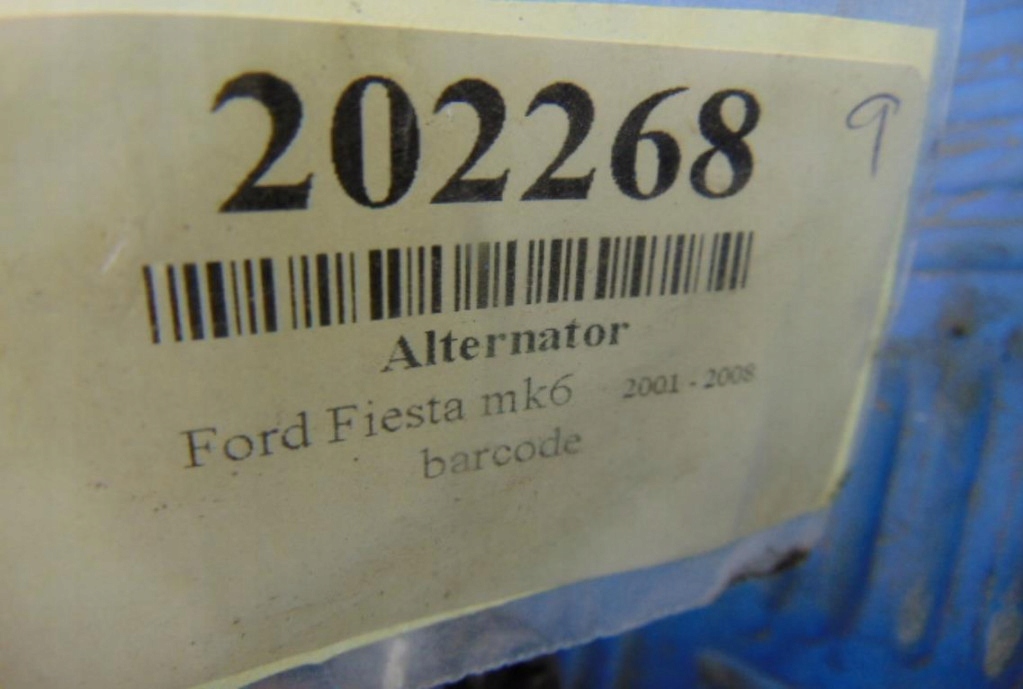 202268 9
Alternator
Ford Fiesta mk6 2001 - 2008
barcode